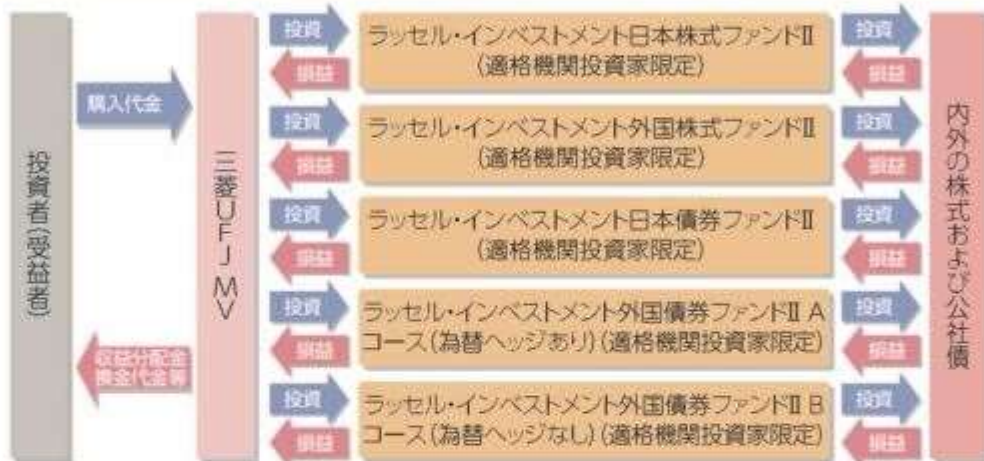 投資者(受益者)
購入代金
収益分配金
換金代金等
三菱UFJ MV
投資
損益
ラッセル・インベストメント日本株式ファンドII
(適格機関投資家限定)
投資
損益
投資
損益
ラッセル・インベストメント外国株式ファンドII
(適格機関投資家限定)
投資
損益
投資
損益
ラッセル・インベストメント日本債券ファンドII
(適格機関投資家限定)
投資
損益
投資
損益
ラッセル・インベストメント外国債券ファンドII A
コース(為替ヘッジあり)(適格機関投資家限定)
投資
損益
投資
損益
ラッセル・インベストメント外国債券ファンドII B
コース(為替ヘッジなし)(適格機関投資家限定)
投資
損益
内外の株式および公社債